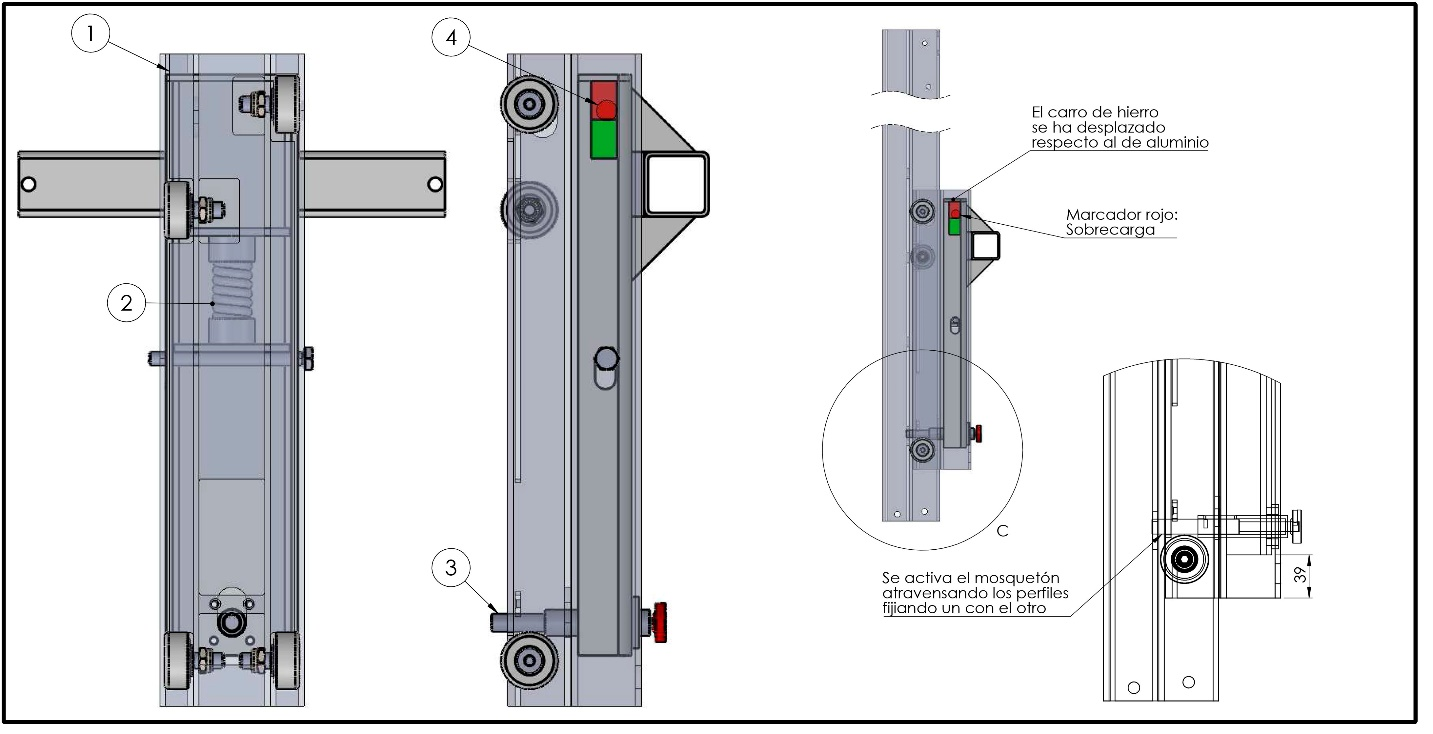 1
4
2
3
El carro de hierro
se ha desplazado
respecto al de aluminio
Marcador rojo:
Sobrecarga
C
Se activa el mosquetón
atravensando los perfiles
fijiando un con el otro
39